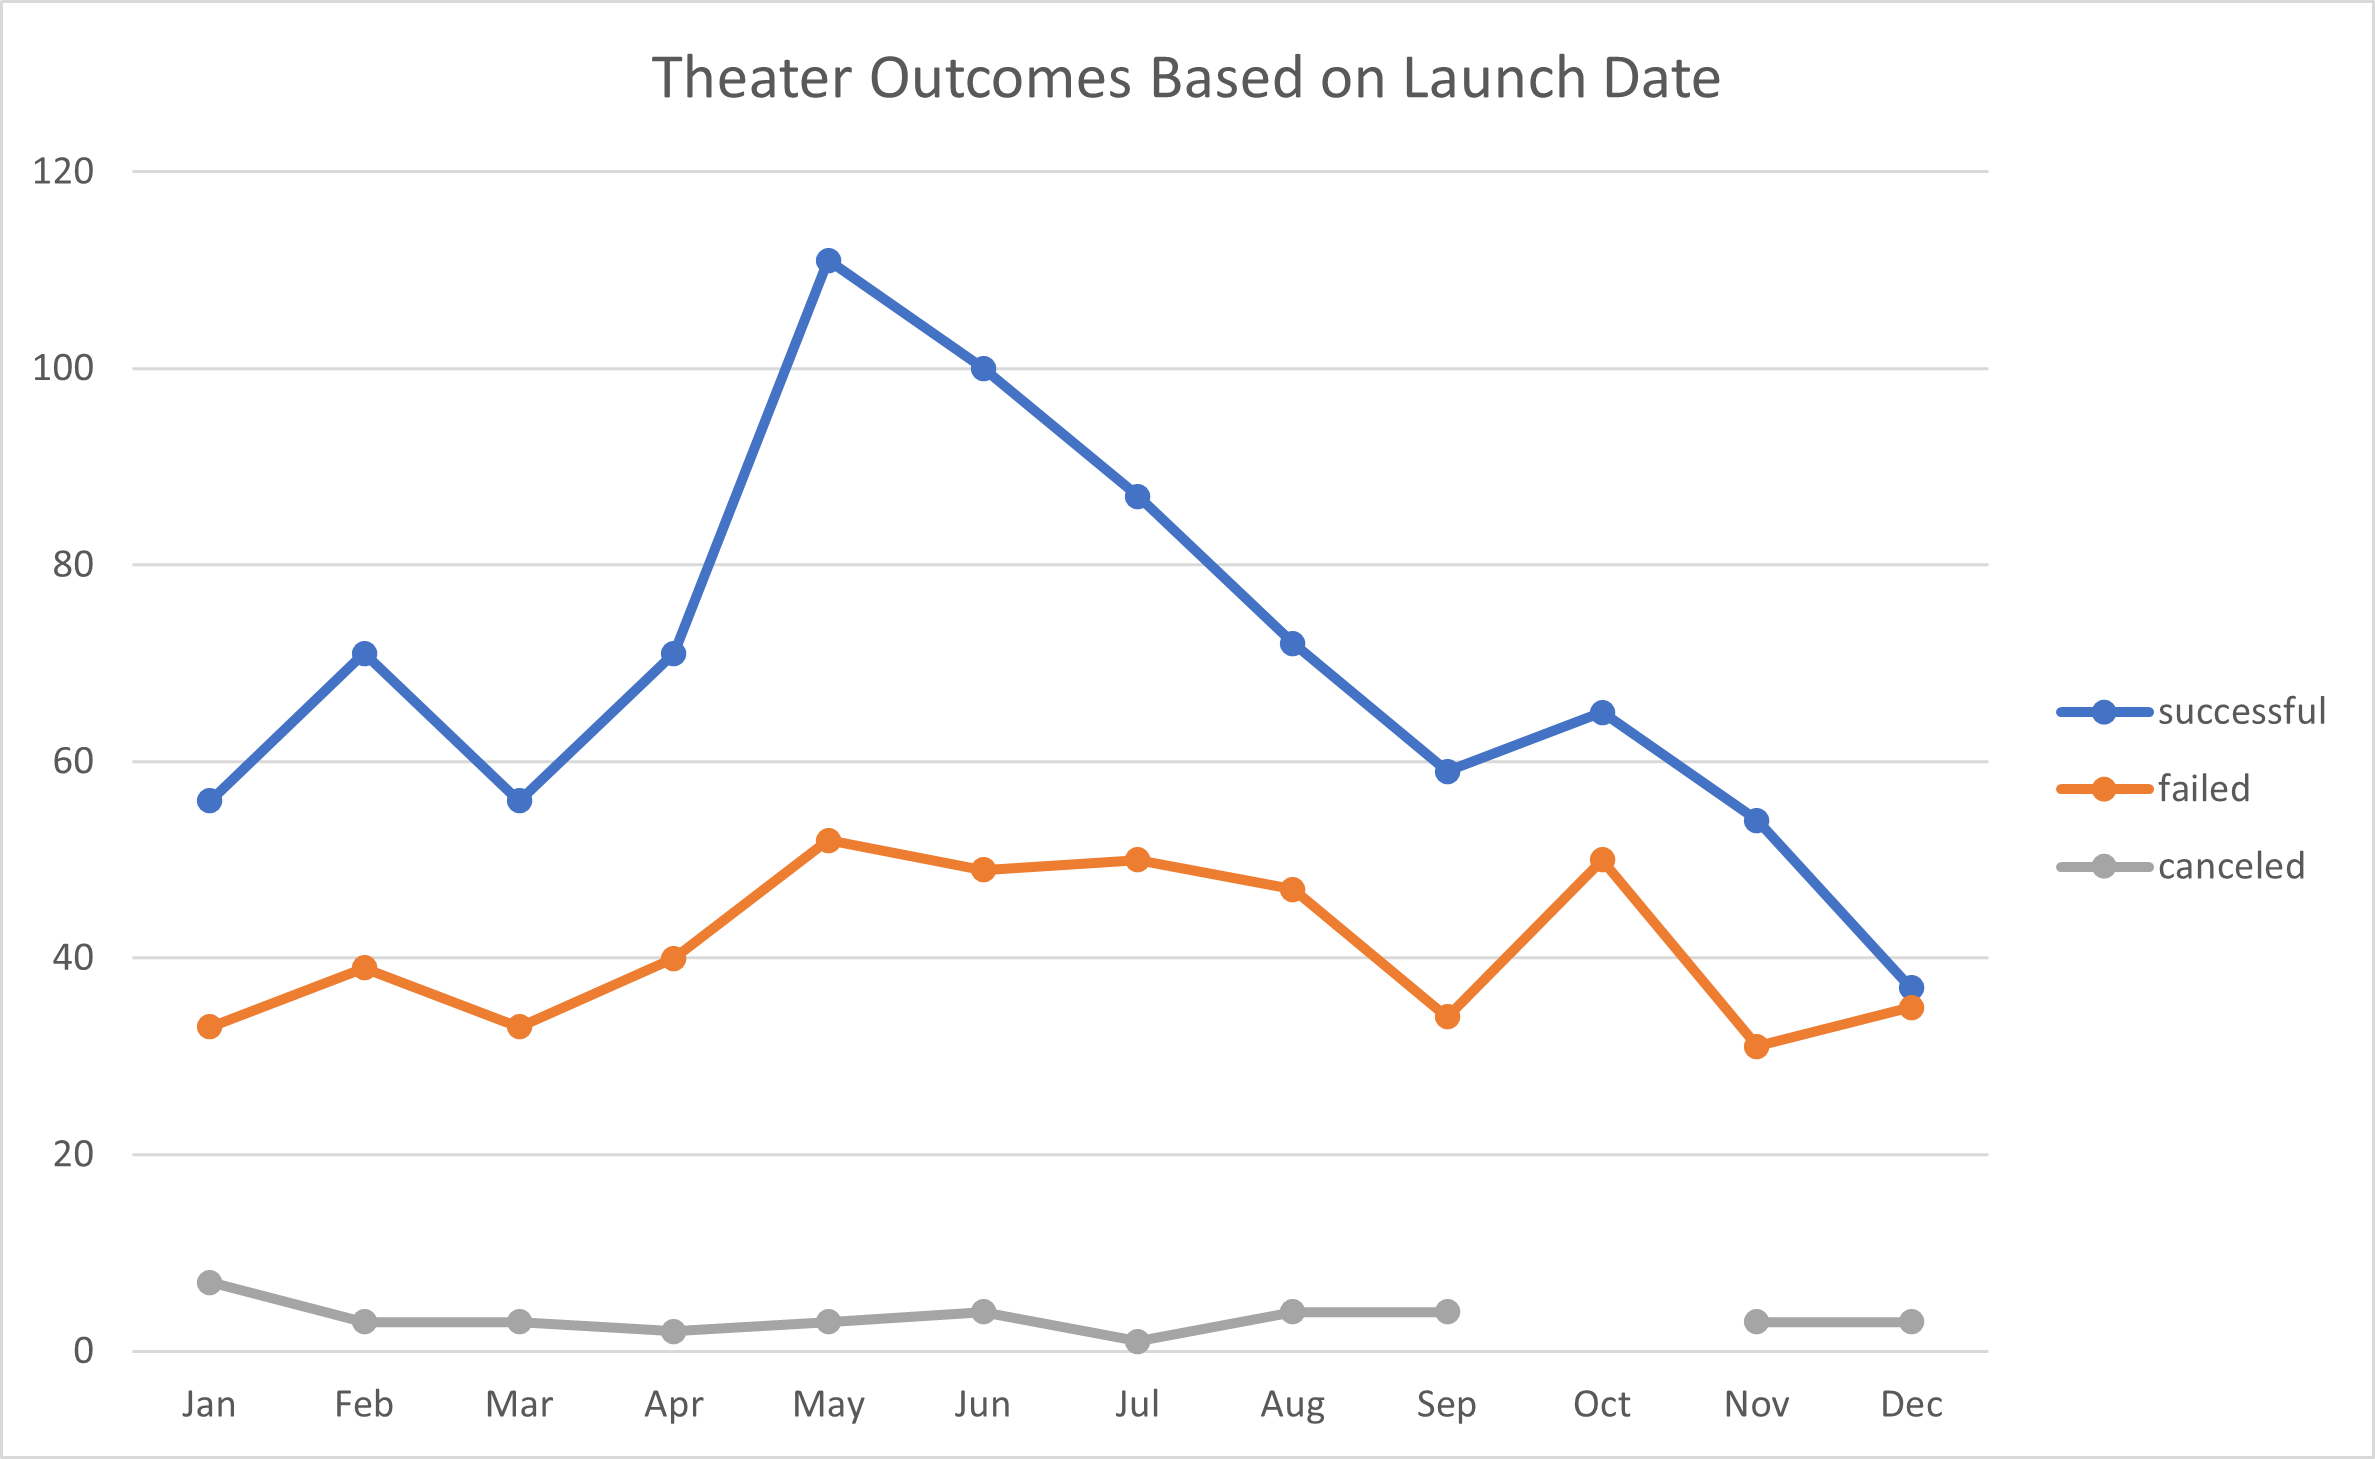 Theater Outcomes Based on Launch Date
120
100
80
60
40
20
0
Jan Feb Mar Apr May Jun Jul Aug Sep Oct Nov Dec
successful
failed
canceled